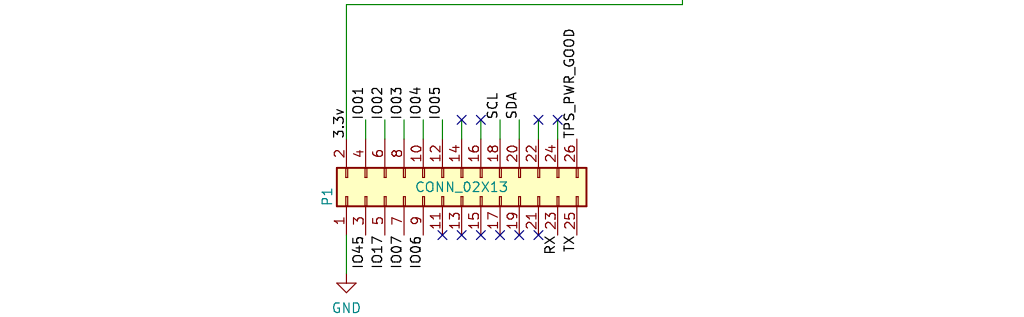 TPS_PWR_GOOD
3.3v
IO01
IO02
IO03
IO04
IO05
SCL
SDA
2
4
6
8
10
12
14
16
18
20
22
24
26
P1
CONN_02X13
1
3
5
7
9
11
13
15
17
19
21
23
25
IO45
IO17
IO07
IO06
RX
TX
GND